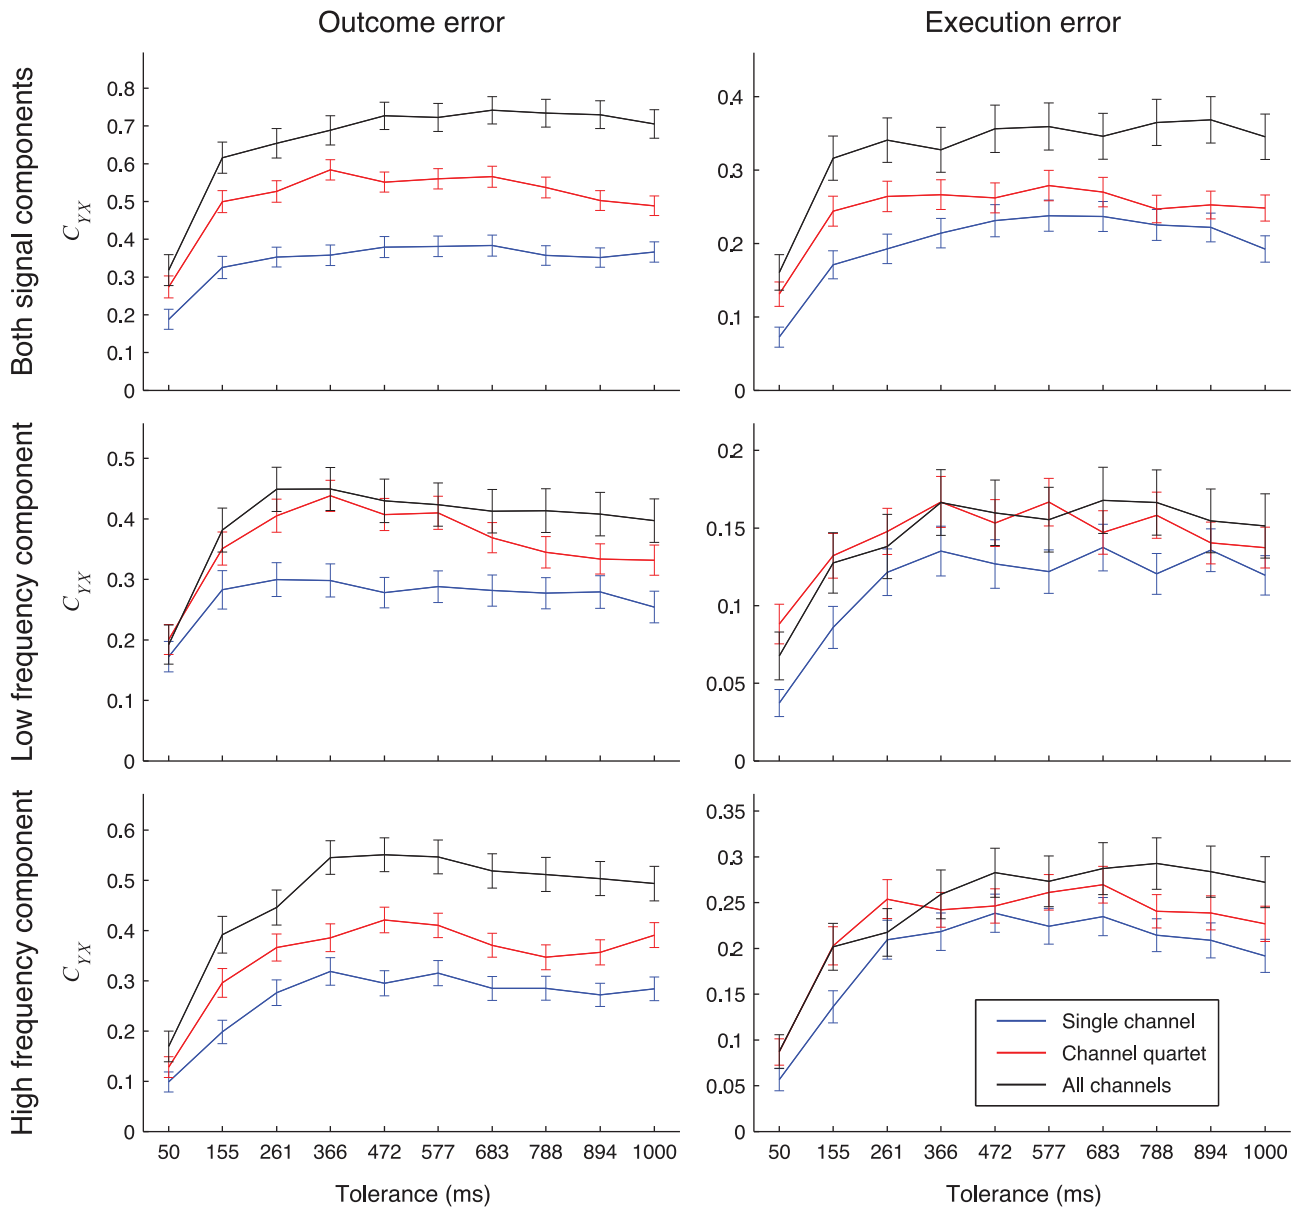 Outcome error
Execution error
Both signal components
C_YX
0.8
0.7
0.6
0.5
0.4
0.3
0.2
0.1
0
0.4
0.3
0.2
0.1
0
Low frequency component
C_YX
0.5
0.4
0.3
0.2
0.1
0
0.2
0.15
0.1
0.05
0
High frequency component
C_YX
0.6
0.5
0.4
0.3
0.2
0.1
0
50 155 261 366 472 577 683 788 894 1000
Tolerance (ms)
0.35
0.3
0.25
0.2
0.15
0.1
0.05
0
Single channel
Channel quartet
All channels
50 155 261 366 472 577 683 788 894 1000
Tolerance (ms)